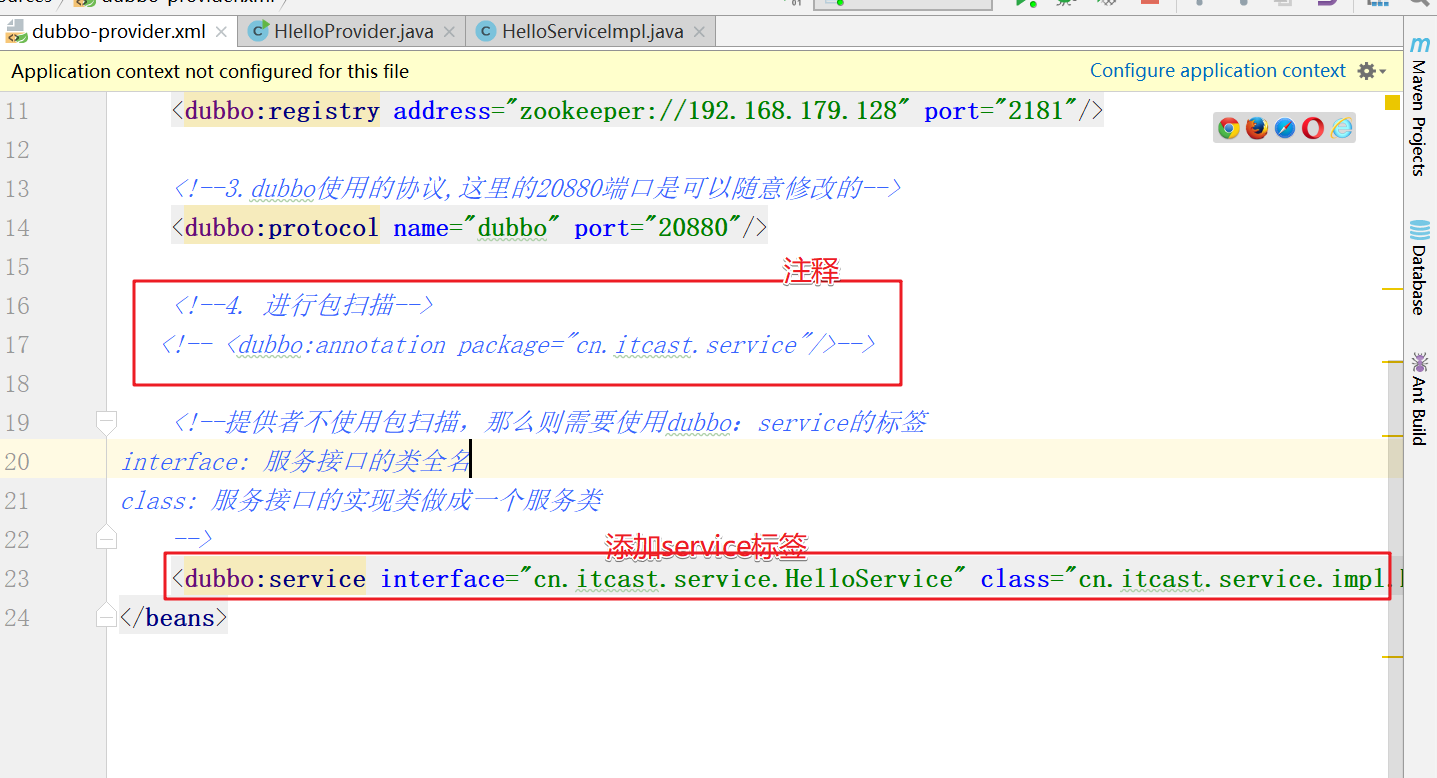 dubbo-provider.xml
dubbo-provider.xml HlelloProvider.java HelloServiceImpl.java
Application context not configured for this file Configure application context
11 <dubbo:registry address="zookeeper://192.168.179.128" port="2181"/>
12
13 <!--3.dubbo使用的协议,这里的20880端口是可以随意修改的-->
14 <dubbo:protocol name="dubbo" port="20880"/>
15
注释
16 <!--4. 进行包扫描-->
17 <!-- <dubbo:annotation package="cn.itcast.service"/>-->
18
19 <!--提供者不使用包扫描，那么则需要使用dubbo：service的标签
20 interface: 服务接口的类全名
21 class: 服务接口的实现类做成一个服务类
22 -->
添加service标签
23 <dubbo:service interface="cn.itcast.service.HelloService" class="cn.itcast.service.impl.
24 </beans>
Maven Projects
Database
Ant Build